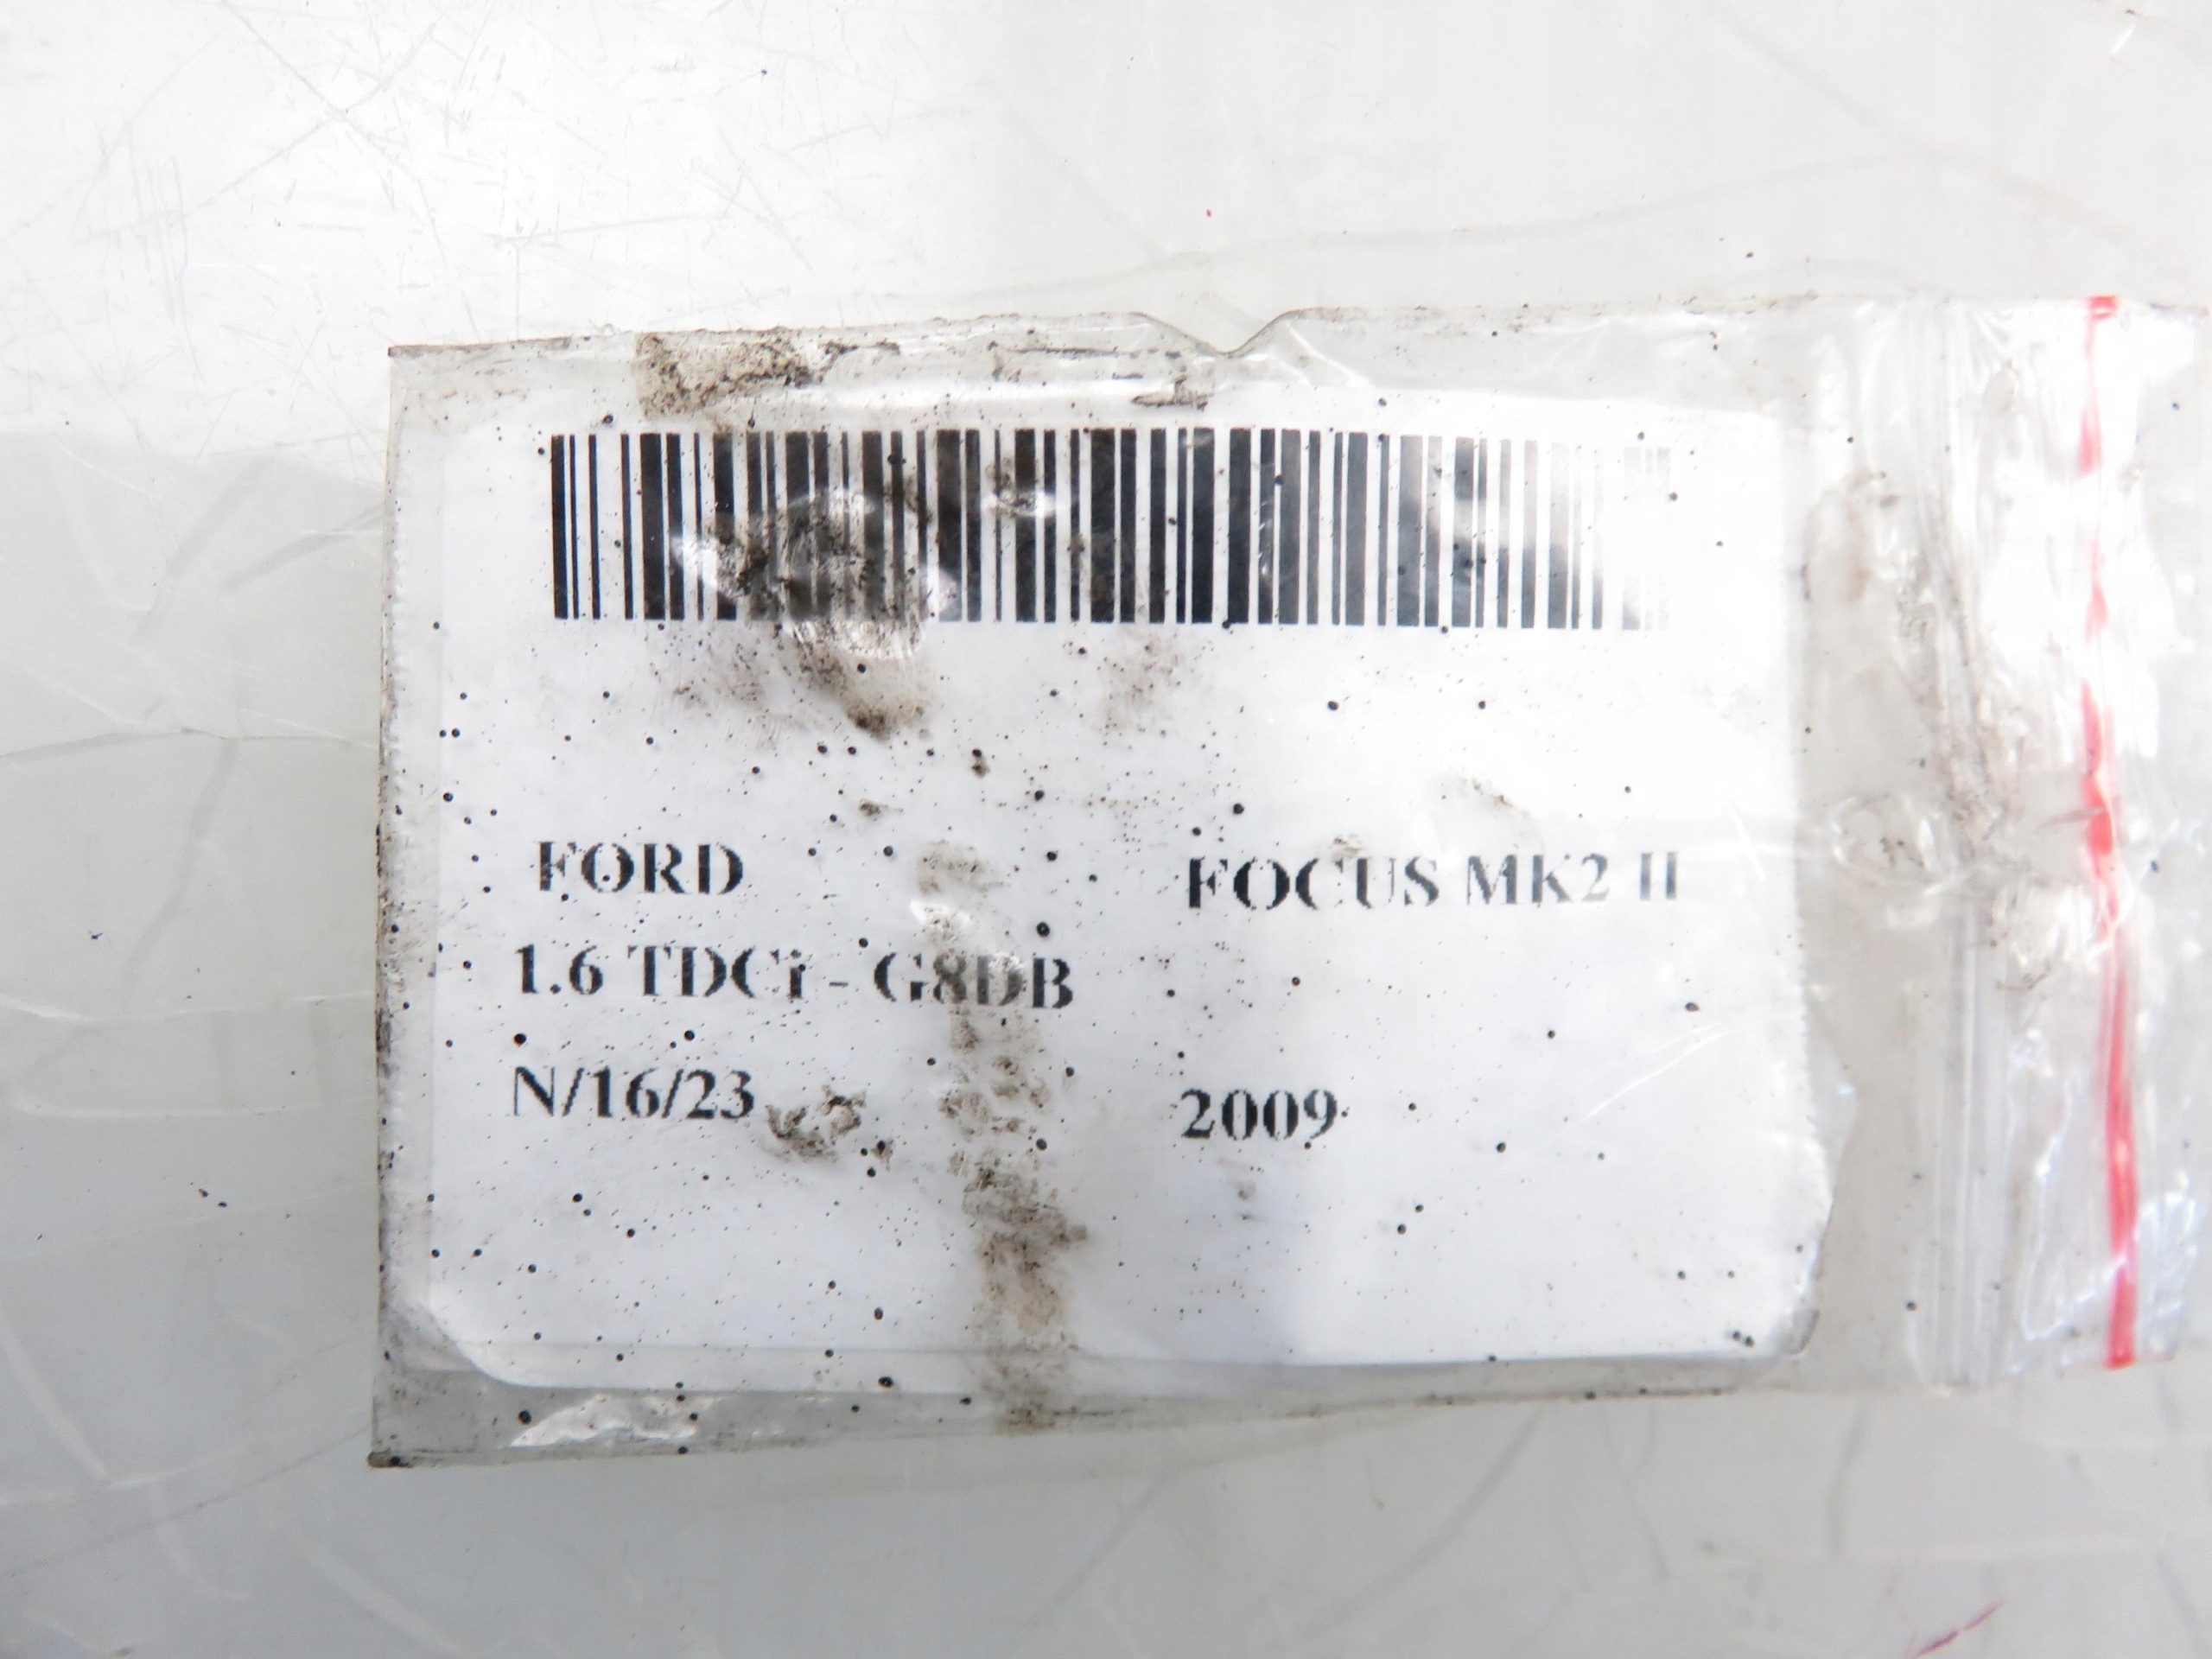 FORD FOCUS MK2 II
1.6 TDCi - G8DB
N/16/23 2009